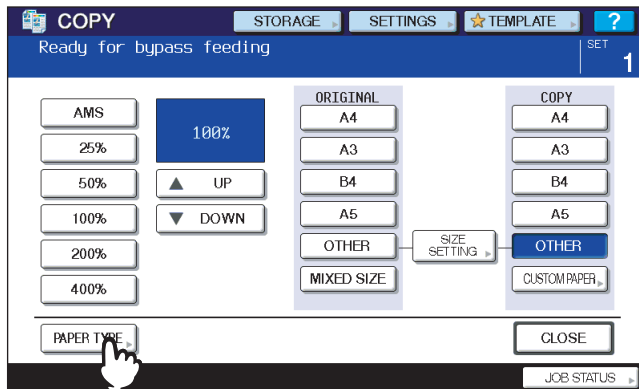 COPY
STORAGE
SETTINGS
TEMPLATE
?
Ready for bypass feeding
SET
1
AMS
25%
50%
100%
200%
400%
100%
UP
DOWN
ORIGINAL
A4
A3
B4
A5
OTHER
MIXED SIZE
SIZE
SETTING
COPY
A4
A3
B4
A5
OTHER
CUSTOM PAPER
PAPER TYPE
CLOSE
JOB STATUS